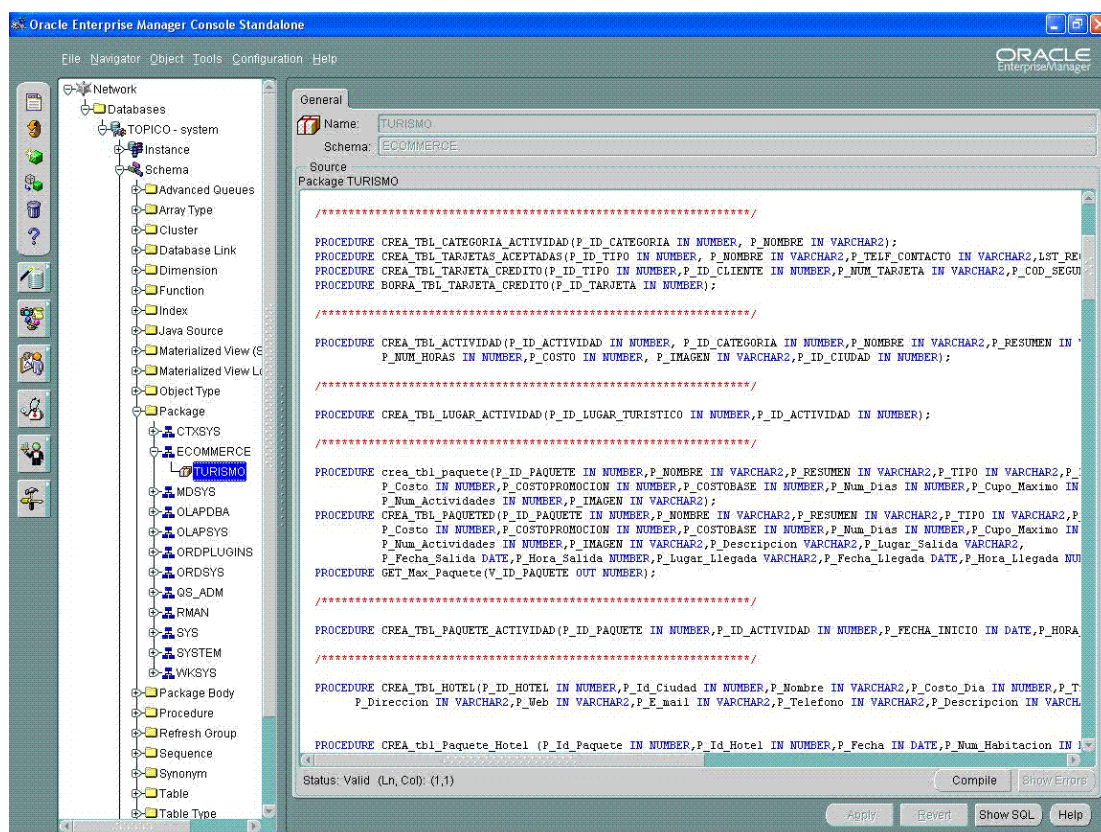 Oracle Enterprise Manager Console Standalone
File Navigator Object Tools Configuration Help
ORACLE
EnterpriseManager
Network
Databases
TOPICO - system
Instance
Schema
Advanced Queues
Array Type
Cluster
Database Link
Dimension
Function
Index
Java Source
Materialized View (S
Materialized View Lo
Object Type
Package
CTXSYS
ECOMMERCE
TURISMO
MDSYS
OLAPDBA
OLAPSYS
ORDPLUGINS
ORDSYS
QS_ADM
RMAN
SYS
SYSTEM
WKSYS
Package Body
Procedure
Refresh Group
Sequence
Synonym
Table
Table Type
General
Name: TURISMO
Schema: ECOMMERCE
Source
Package TURISMO
/****************************************************************/
PROCEDURE CREA_TBL_CATEGORIA_ACTIVIDAD(P_ID_CATEGORIA IN NUMBER, P_NOMBRE IN VARCHAR2);
PROCEDURE CREA_TBL_TARJETAS_ACEPTADAS(P_ID_TIPO IN NUMBER, P_NOMBRE IN VARCHAR2,P_TELF_CONTACTO IN VARCHAR2,LST_RE
PROCEDURE CREA_TBL_TARJETA_CREDITO(P_ID_TIPO IN NUMBER,P_ID_CLIENTE IN NUMBER,P_NUM_TARJETA IN VARCHAR2,P_COD_SEGU
PROCEDURE BORRA_TBL_TARJETA_CREDITO(P_ID_TARJETA IN NUMBER);
/****************************************************************/
PROCEDURE CREA_TBL_ACTIVIDAD(P_ID_ACTIVIDAD IN NUMBER, P_ID_CATEGORIA IN NUMBER,P_NOMBRE IN VARCHAR2,P_RESUMEN IN
P_NUM_HORAS IN NUMBER,P_COSTO IN NUMBER, P_IMAGEN IN VARCHAR2,P_ID_CIUDAD IN NUMBER);
/****************************************************************/
PROCEDURE CREA_TBL_LUGAR_ACTIVIDAD(P_ID_LUGAR_TURISTICO IN NUMBER,P_ID_ACTIVIDAD IN NUMBER);
/****************************************************************/
PROCEDURE crea_tbl_paquete(P_ID_PAQUETE IN NUMBER,P_NOMBRE IN VARCHAR2,P_RESUMEN IN VARCHAR2,P_TIPO IN VARCHAR2,P_
P_Costo IN NUMBER,P_COSTOPROMOCION IN NUMBER,P_COSTOBASE IN NUMBER,P_Num_Dias IN NUMBER,P_Cupo_Maximo IN
P_Num_Actividades IN NUMBER,P_IMAGEN IN VARCHAR2);
PROCEDURE CREA_TBL_PAQUETED(P_ID_PAQUETE IN NUMBER,P_NOMBRE IN VARCHAR2,P_RESUMEN IN VARCHAR2,P_TIPO IN VARCHAR2,P_
P_Costo IN NUMBER,P_COSTOPROMOCION IN NUMBER,P_COSTOBASE IN NUMBER,P_Num_Dias IN NUMBER,P_Cupo_Maximo IN
P_Num_Actividades IN NUMBER,P_IMAGEN IN VARCHAR2,P_Descripcion VARCHAR2,P_Lugar_Salida VARCHAR2,
P_Fecha_Salida DATE,P_Hora_Salida NUMBER,P_Lugar_Llegada VARCHAR2,P_Fecha_Llegada DATE,P_Hora_Llegada NU
PROCEDURE GET_Max_Paquete(V_ID_PAQUETE OUT NUMBER);
/****************************************************************/
PROCEDURE CREA_TBL_PAQUETE_ACTIVIDAD(P_ID_PAQUETE IN NUMBER,P_ID_ACTIVIDAD IN NUMBER,P_FECHA_INICIO IN DATE,P_HORA_
/****************************************************************/
PROCEDURE CREA_TBL_HOTEL(P_ID_HOTEL IN NUMBER,P_Id_Ciudad IN NUMBER,P_Nombre IN VARCHAR2,P_Costo_Dia IN NUMBER,P_T
P_Direccion IN VARCHAR2,P_Web IN VARCHAR2,P_E_mail IN VARCHAR2,P_Telefono IN VARCHAR2,P_Descripcion IN VARCH
PROCEDURE CREA_tbl_Paquete_Hotel (P_Id_Paquete IN NUMBER,P_Id_Hotel IN NUMBER,P_Fecha IN DATE,P_Num_Habitacion IN
Status: Valid (Ln, Col): (1,1)
Compile Show Errors
Apply Revert Show SQL Help